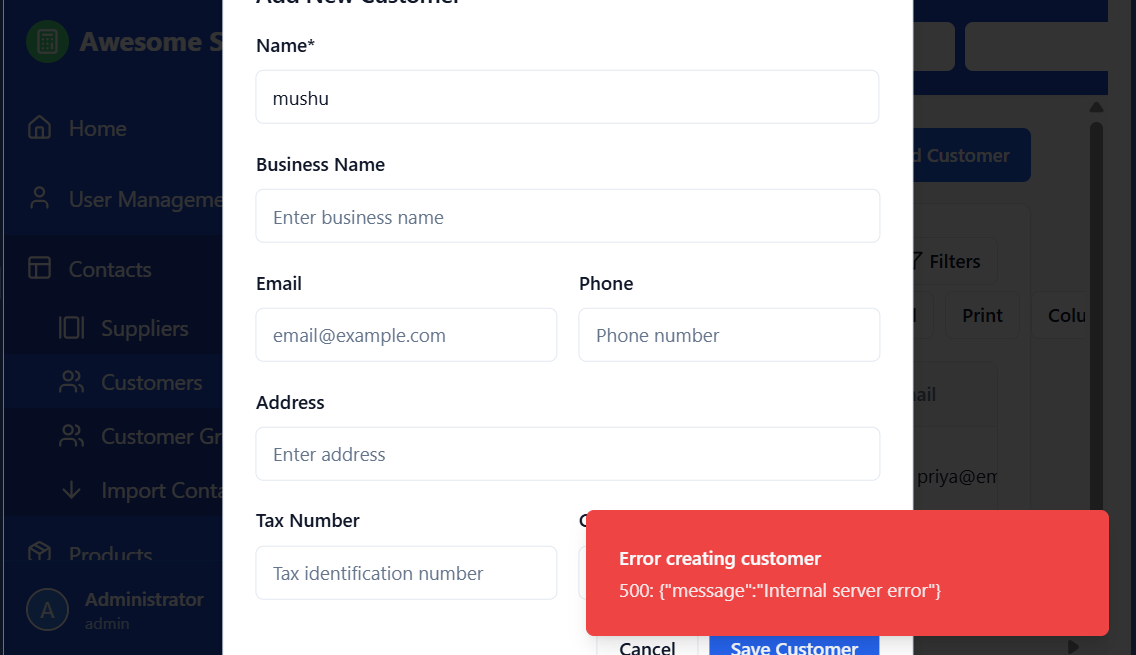 Add New Customer
Awesome S
Name*
mushu
Home
d Customer
Business Name
User Manageme
Enter business name
Filters
Contacts
Email
Phone
Print
Colu
email@example.com
Phone number
Suppliers
Customers
ail
Address
Customer Gr
Enter address
priya@em
Import Conta
Tax Number
Products
Error creating customer
Tax identification number
500: {"message":"Internal server error"}
A
Administrator
admin
Cancel
Save Customer